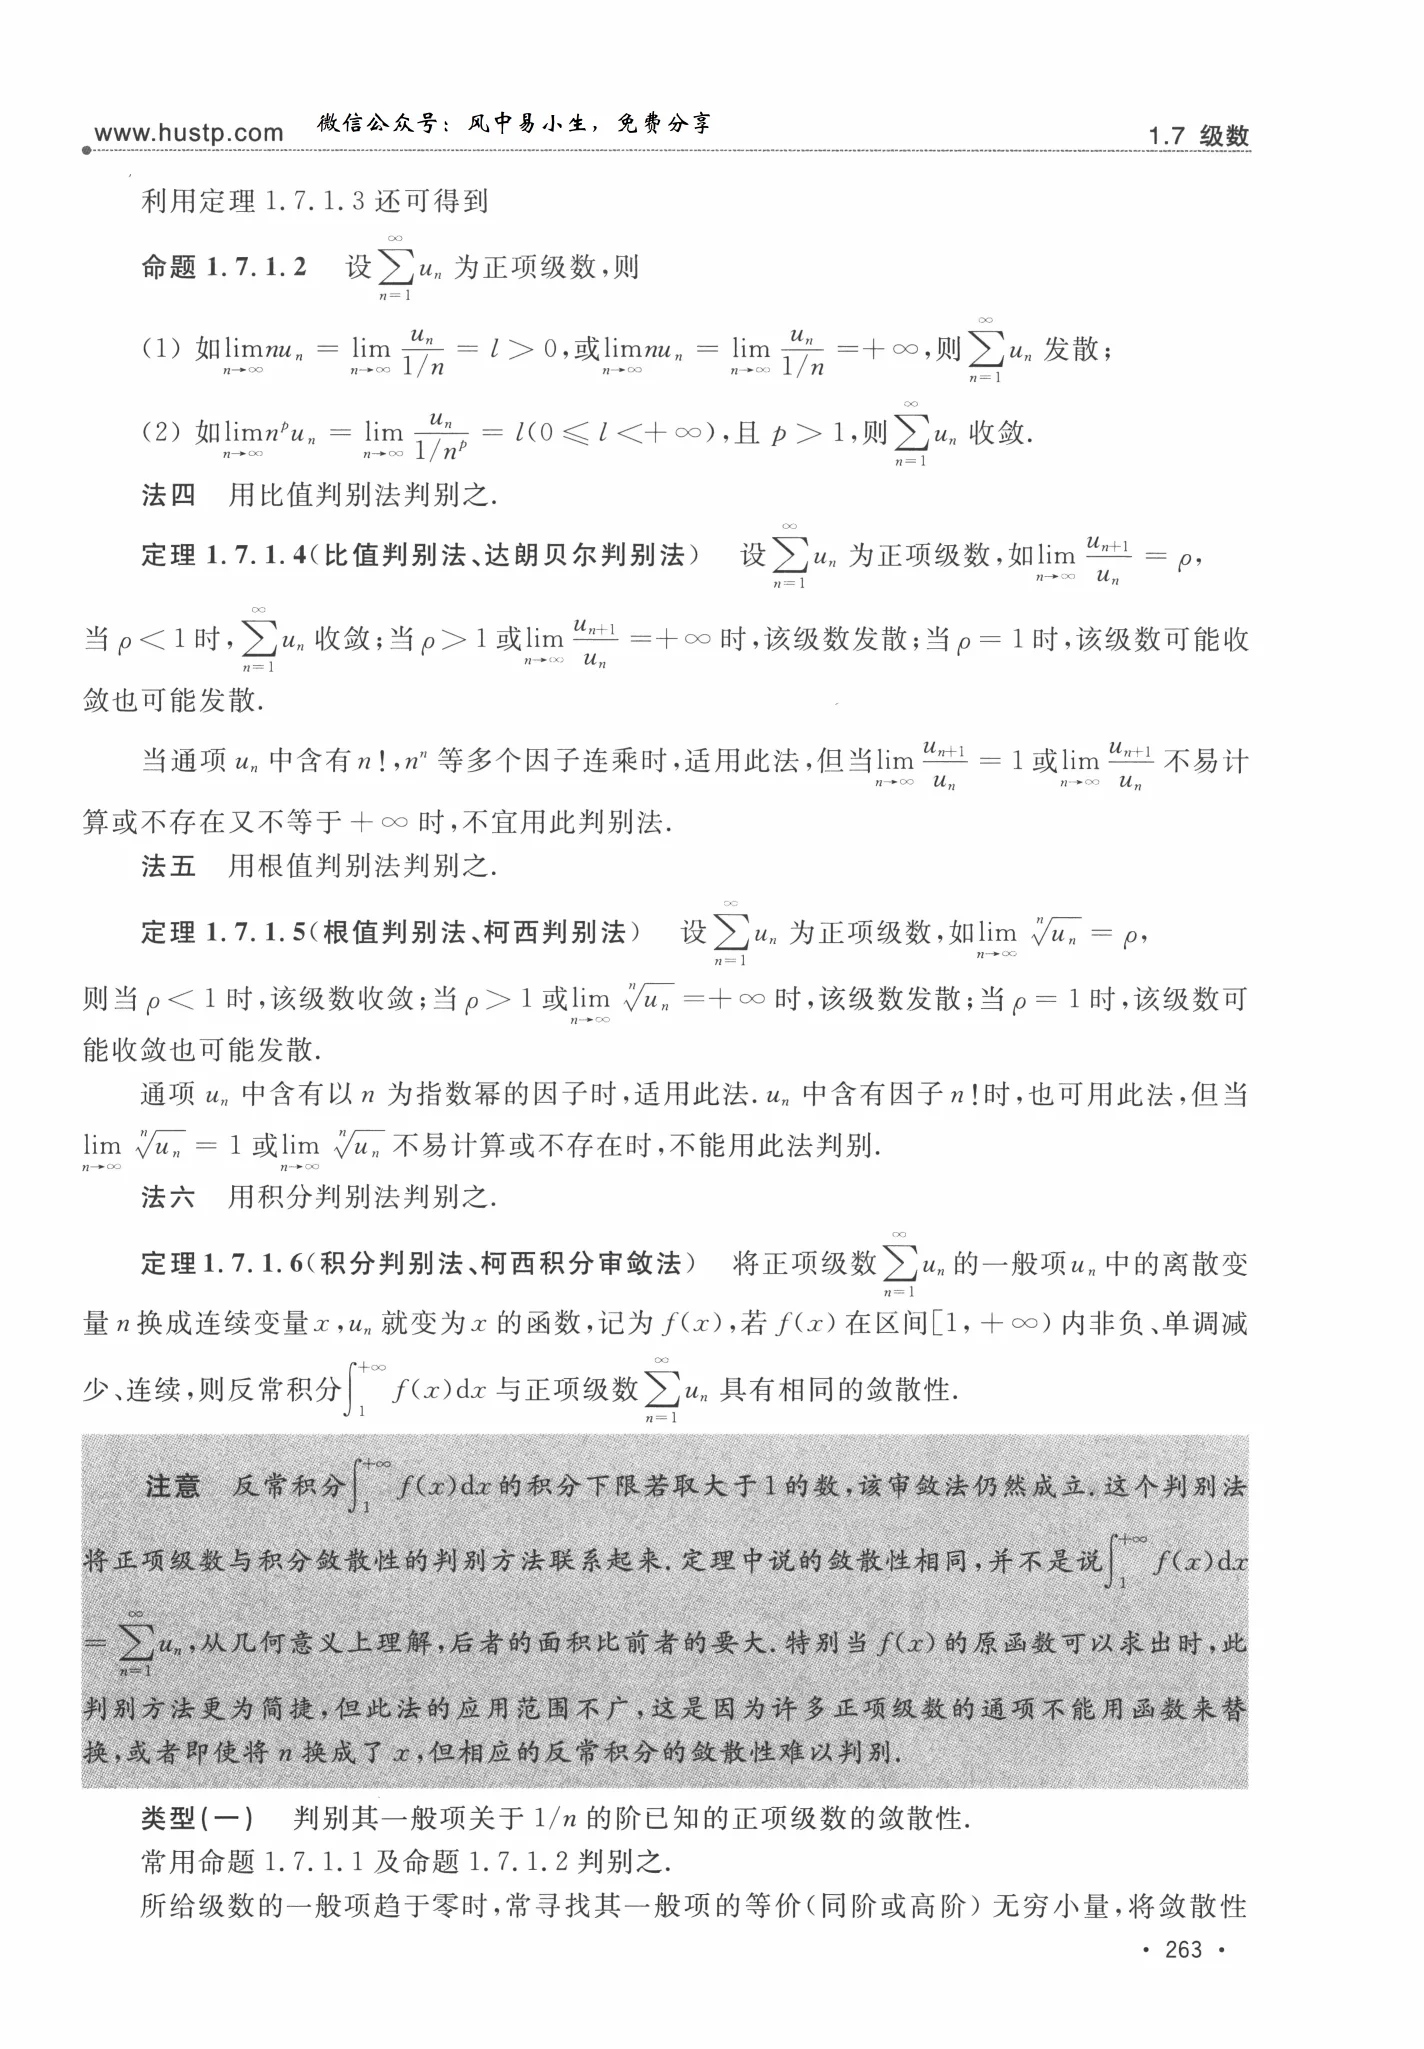 www.hustp.com 微信公众号：风中易小生，免费分享 1.7 级数
利用定理 1.7.1.3 还可得到
命题 1.7.1.2 设$\sum_{n=1}^{\infty}u_n$ 为正项级数,则
(1) 如$\lim_{n\to\infty}nu_n=\lim_{n\to\infty}\frac{u_n}{1/n}=l>0$,或$\lim_{n\to\infty}nu_n=\lim_{n\to\infty}\frac{u_n}{1/n}=+\infty$,则$\sum_{n=1}^{\infty}u_n$ 发散;
(2) 如$\lim_{n\to\infty}n^pu_n=\lim_{n\to\infty}\frac{u_n}{1/n^p}=l(0\leqslant l<+\infty)$,且 $p>1$,则$\sum_{n=1}^{\infty}u_n$ 收敛.
法四 用比值判别法判别之.
定理 1.7.1.4(比值判别法、达朗贝尔判别法) 设$\sum_{n=1}^{\infty}u_n$ 为正项级数,如$\lim_{n\to\infty}\frac{u_{n+1}}{u_n}=\rho$,
当 $\rho<1$ 时,$\sum_{n=1}^{\infty}u_n$ 收敛;当 $\rho>1$ 或$\lim_{n\to\infty}\frac{u_{n+1}}{u_n}=+\infty$ 时,该级数发散;当 $\rho=1$ 时,该级数可能收
敛也可能发散.
当通项 $u_n$ 中含有 $n!,n^n$ 等多个因子连乘时,适用此法,但当$\lim_{n\to\infty}\frac{u_{n+1}}{u_n}=1$ 或$\lim_{n\to\infty}\frac{u_{n+1}}{u_n}$ 不易计
算或不存在又不等于 $+\infty$ 时,不宜用此判别法.
法五 用根值判别法判别之.
定理 1.7.1.5(根值判别法、柯西判别法) 设$\sum_{n=1}^{\infty}u_n$ 为正项级数,如$\lim_{n\to\infty}\sqrt[n]{u_n}=\rho$,
则当 $\rho<1$ 时,该级数收敛;当 $\rho>1$ 或$\lim_{n\to\infty}\sqrt[n]{u_n}=+\infty$ 时,该级数发散;当 $\rho=1$ 时,该级数可
能收敛也可能发散.
通项 $u_n$ 中含有以 $n$ 为指数幂的因子时,适用此法. $u_n$ 中含有因子 $n!$时,也可用此法,但当
$\lim_{n\to\infty}\sqrt[n]{u_n}=1$ 或$\lim_{n\to\infty}\sqrt[n]{u_n}$ 不易计算或不存在时,不能用此法判别.
法六 用积分判别法判别之.
定理1.7.1.6(积分判别法、柯西积分审敛法) 将正项级数$\sum_{n=1}^{\infty}u_n$ 的一般项$u_n$ 中的离散变
量 $n$ 换成连续变量 $x$,$u_n$ 就变为 $x$ 的函数,记为 $f(x)$,若 $f(x)$ 在区间$[1,+\infty)$ 内非负、单调减
少、连续,则反常积分$\int_{1}^{+\infty}f(x)\mathrm{d}x$ 与正项级数$\sum_{n=1}^{\infty}u_n$ 具有相同的敛散性.
注意 反常积分$\int_{1}^{+\infty}f(x)\mathrm{d}x$ 的积分下限若取大于1的数,该审敛法仍然成立.这个判别法
将正项级数与积分敛散性的判别方法联系起来.定理中说的敛散性相同,并不是说$\int_{1}^{+\infty}f(x)\mathrm{d}x$
$=\sum_{n=1}^{\infty}u_n$,从几何意义上理解,后者的面积比前者的要大.特别当 $f(x)$ 的原函数可以求出时,此
判别方法更为简捷,但此法的应用范围不广,这是因为许多正项级数的通项不能用函数来替
换,或者即使将 $n$ 换成了 $x$,但相应的反常积分的敛散性难以判别.
类型(一) 判别其一般项关于 $1/n$ 的阶已知的正项级数的敛散性.
常用命题 1.7.1.1 及命题 1.7.1.2 判别之.
所给级数的一般项趋于零时,常寻找其一般项的等价(同阶或高阶)无穷小量,将敛散性
· 263 ·